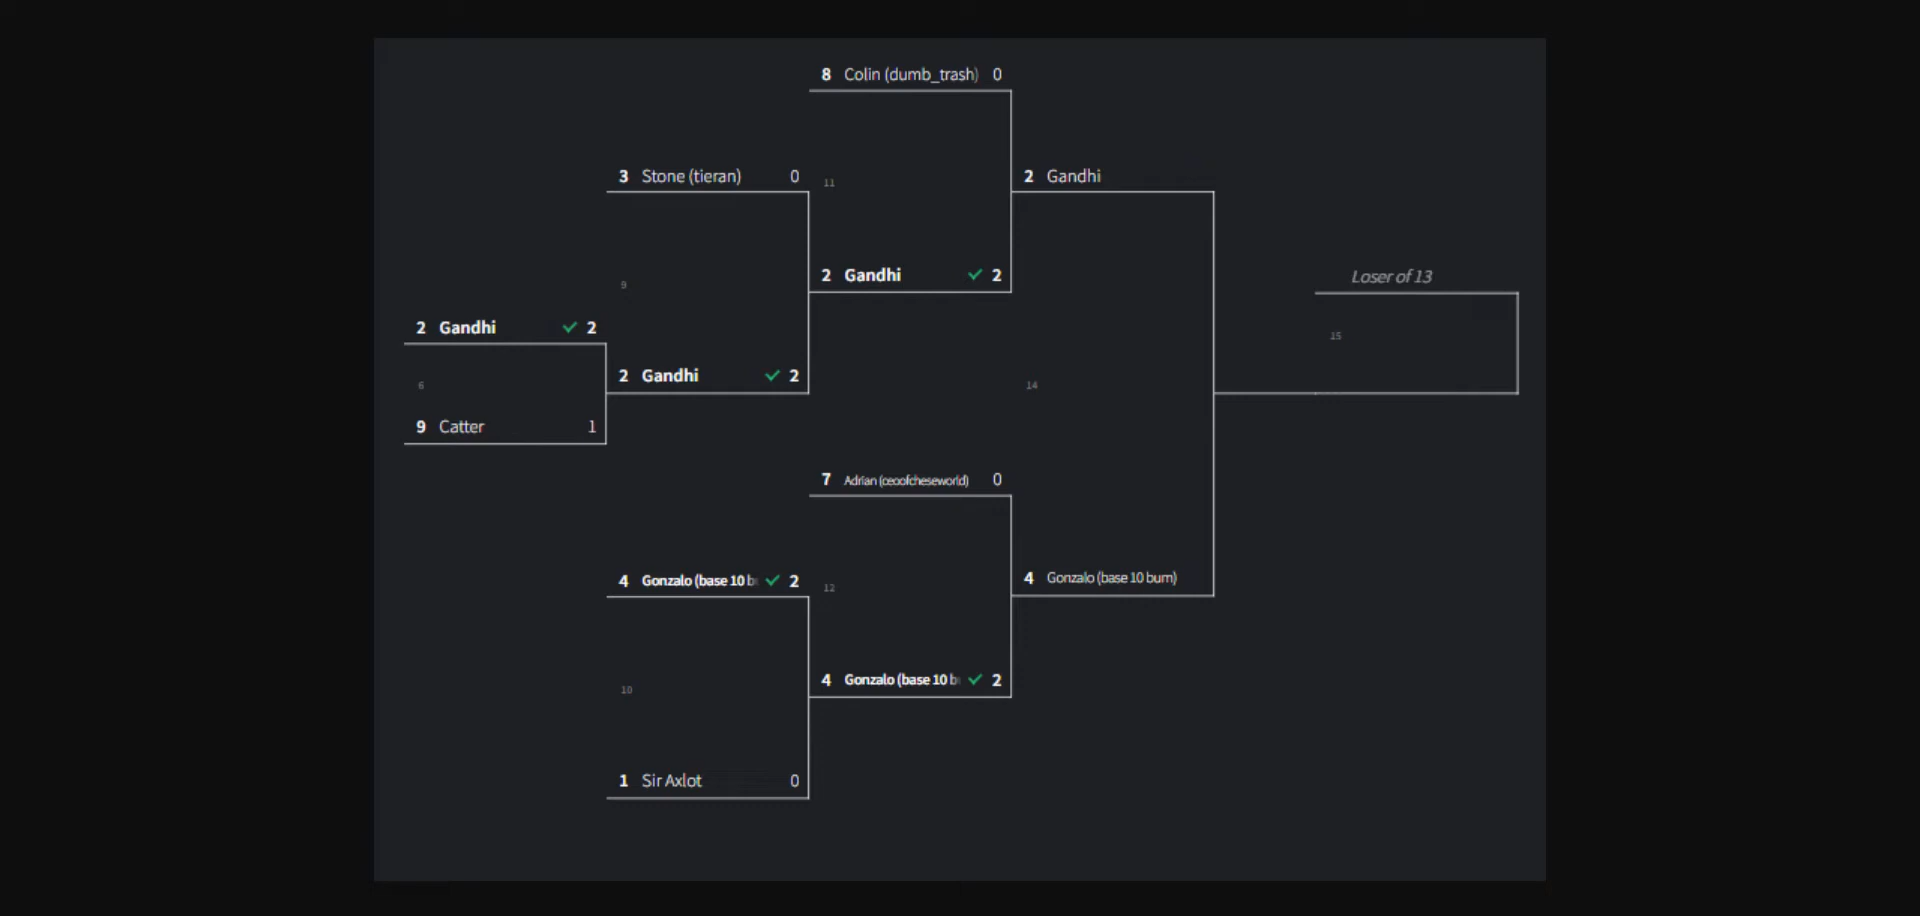 8 Colin (dumb_trash) 0
3 Stone (tieran) 0
11
2 Gandhi
2 Gandhi 2
Loser of 13
9
2 Gandhi 2
15
2 Gandhi 2
6
14
9 Catter 1
7 Adrian (ceoofcheseworld) 0
4 Gonzalo (base 10 b 2
12
4 Gonzalo (base 10 bum)
4 Gonzalo (base 10 b 2
10
1 Sir Axlot 0